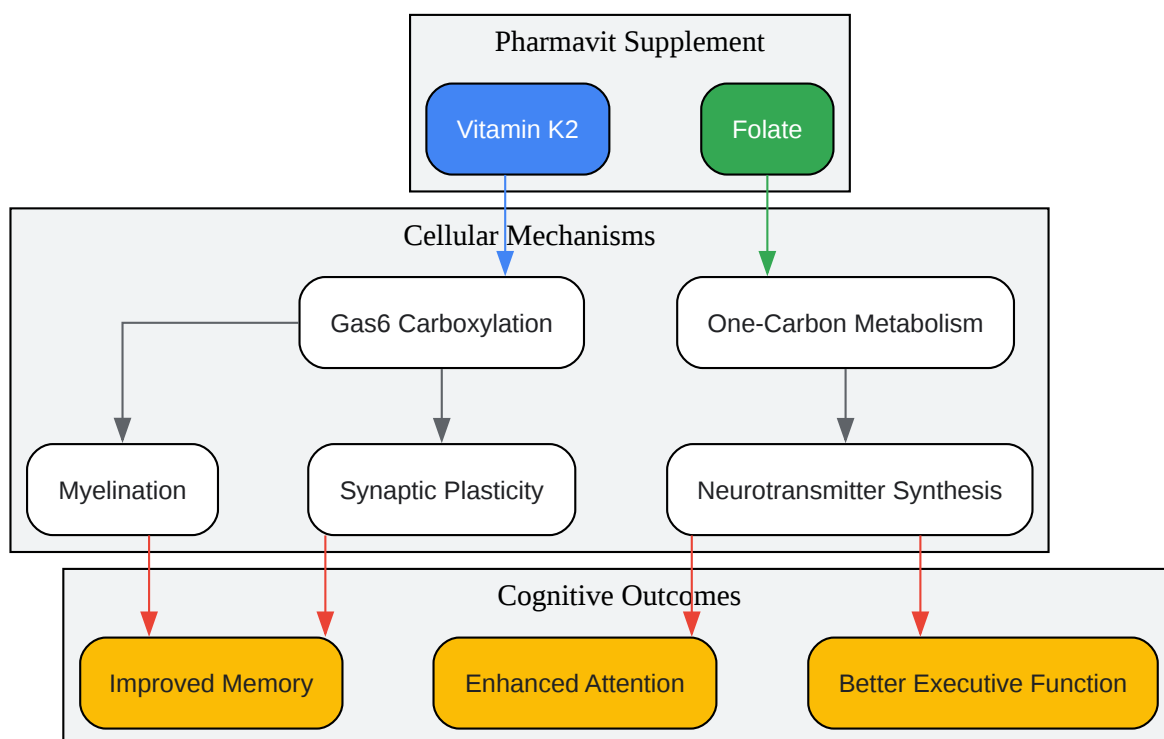 Pharmavit Supplement
Vitamin K2
Folate
Cellular Mechanisms
Gas6 Carboxylation
One-Carbon Metabolism
Myelination
Synaptic Plasticity
Neurotransmitter Synthesis
Cognitive Outcomes
Improved Memory
Enhanced Attention
Better Executive Function